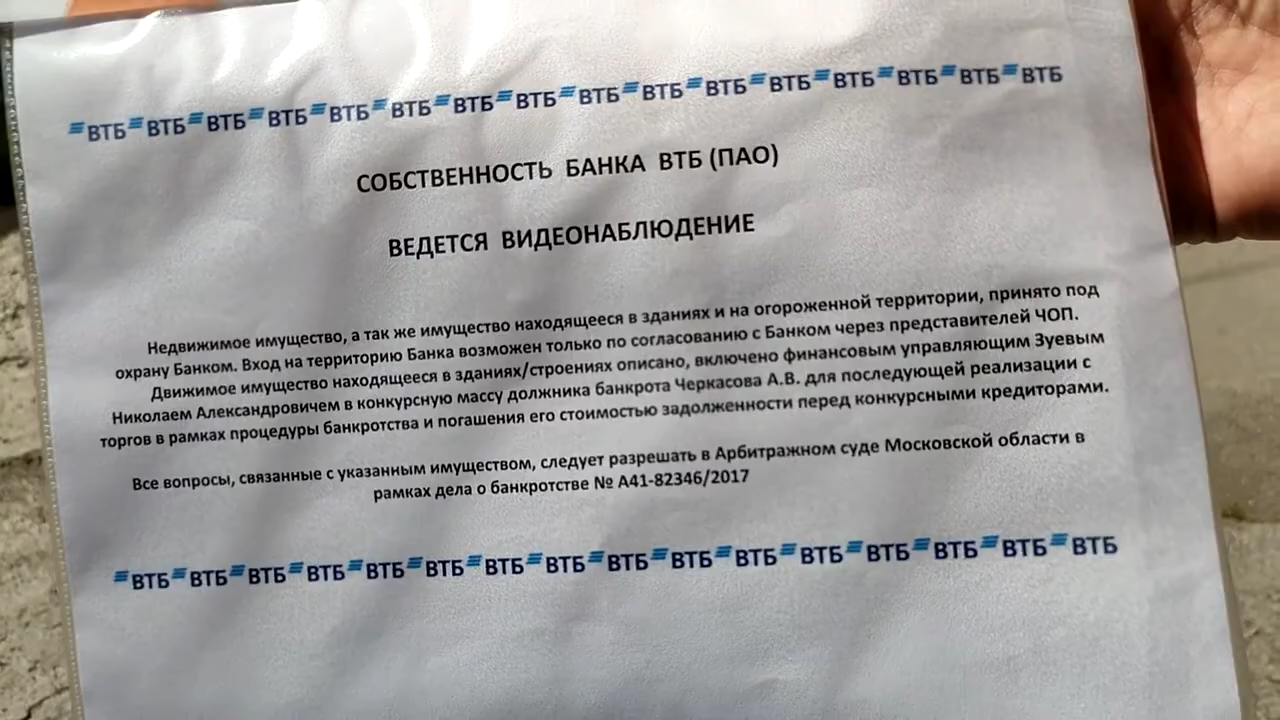 ВТБ ВТБ ВТБ ВТБ ВТБ ВТБ ВТБ ВТБ ВТБ ВТБ ВТБ ВТБ ВТБ ВТБ ВТБ ВТБ
СОБСТВЕННОСТЬ БАНКА ВТБ (ПАО)
ВЕДЕТСЯ ВИДЕОНАБЛЮДЕНИЕ
Недвижимое имущество, а так же имущество находящееся в зданиях и на огороженной территории, принято под
охрану Банком. Вход на территорию Банка возможен только по согласованию с Банком через представителей ЧОП.
Движимое имущество находящееся в зданиях/строениях описано, включено финансовым управляющим Зуевым
Николаем Александровичем в конкурсную массу должника банкрота Черкасова А.В. для последующей реализации с
торгов в рамках процедуры банкротства и погашения его стоимостью задолженности перед конкурсными кредиторами.
Все вопросы, связанные с указанным имуществом, следует разрешать в Арбитражном суде Московской области в
рамках дела о банкротстве № А41-82346/2017
ВТБ ВТБ ВТБ ВТБ ВТБ ВТБ ВТБ ВТБ ВТБ ВТБ ВТБ ВТБ ВТБ ВТБ ВТБ ВТБ